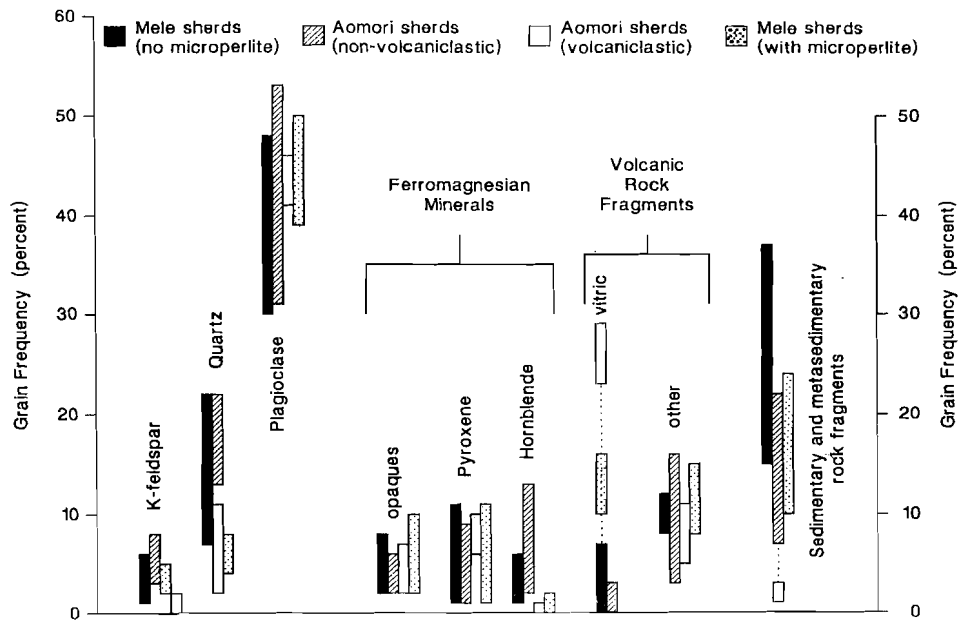 60
50
40
30
20
10
0
Grain Frequency (percent)
Mele sherds
(no microperlite)
Aomori sherds
(non-volcaniclastic)
Aomori sherds
(volcaniclastic)
Mele sherds
(with microperlite)
K-feldspar
Quartz
Plagioclase
Ferromagnesian
Minerals
opaques
Pyroxene
Hornblende
Volcanic
Rock
Fragments
vitric
other
Sedimentary and metasedimentary
rock fragments
50
40
30
20
10
0
Grain Frequency (percent)